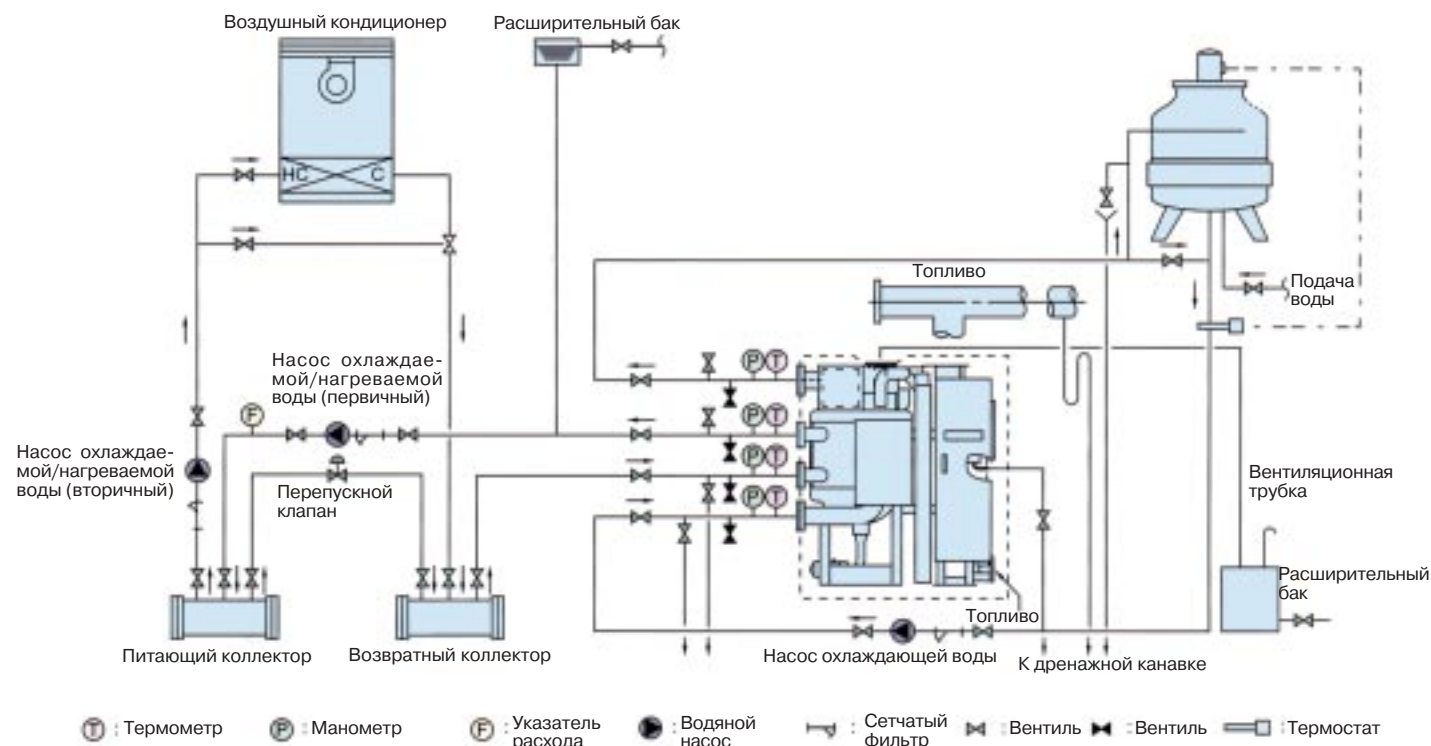 Воздушный кондиционер
Расширительный бак
HC
C
Топливо
Подача
воды
Насос охлаждае-
мой/нагреваемой
воды (первичный)
P T
F
P T
Насос охлаждае-
мой/нагреваемой
воды (вторичный)
P T
Перепускной
клапан
P T
Вентиляционная
трубка
Расширительный
бак
Топливо
Питающий коллектор
Возвратный коллектор
Насос охлаждающей воды
К дренажной канавке
T : Термометр
P : Манометр
F : Указатель
расхода
: Водяной
насос
: Сетчатый
фильтр
: Вентиль
: Вентиль
: Термостат